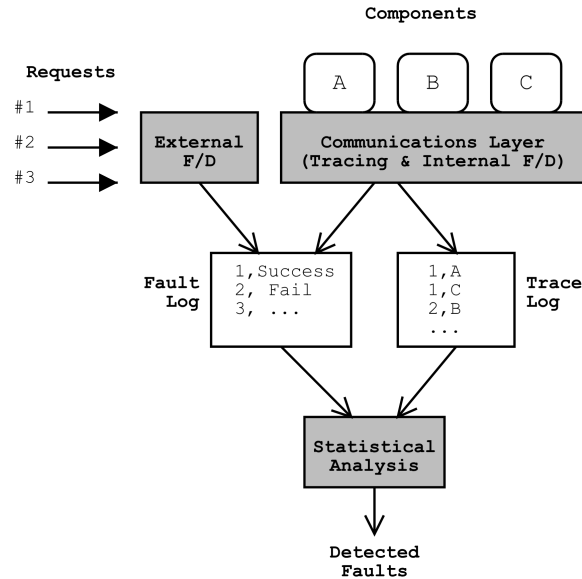 Components
Requests
A
B
C
#1
#2
#3
External
F/D
Communications Layer
(Tracing & Internal F/D)
Fault
Log
1,Success
2, Fail
3, ...
1,A
1,C
2,B
...
Trace
Log
Statistical
Analysis
Detected
Faults